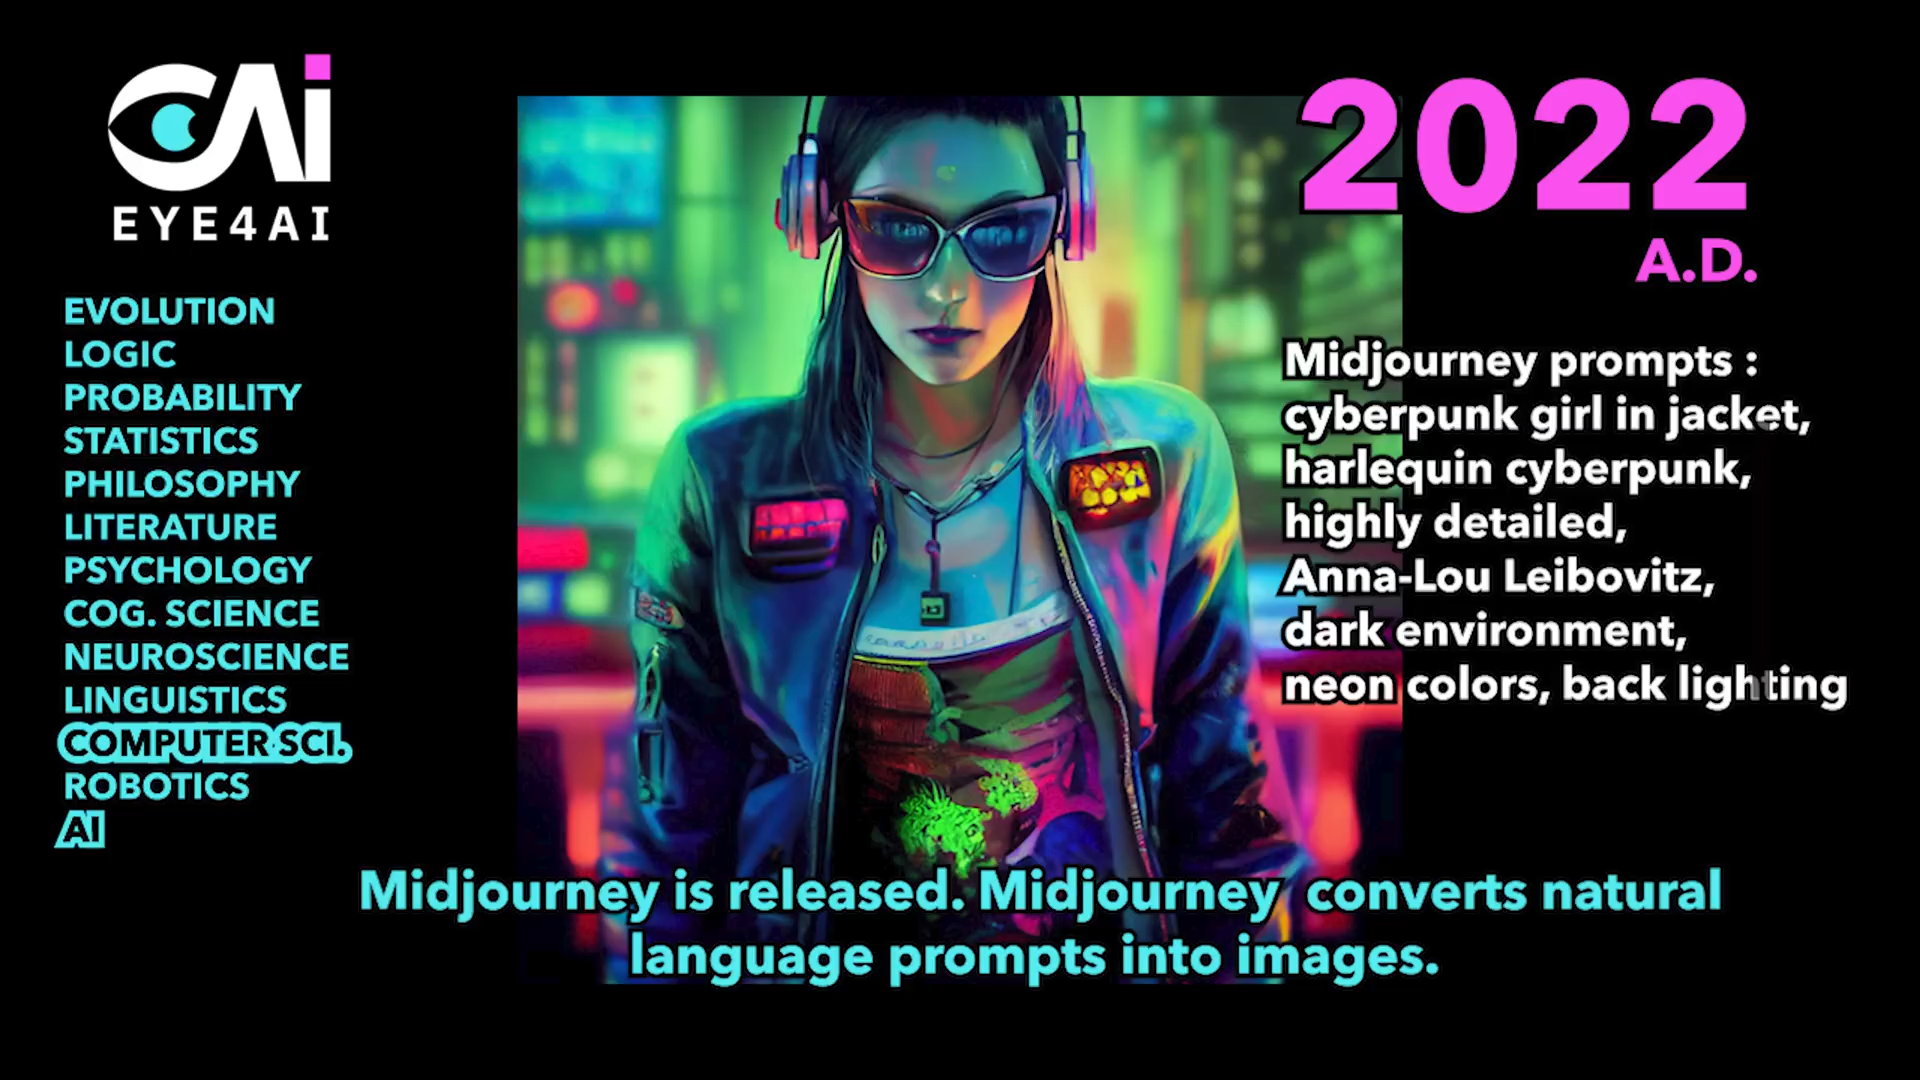 CAi
EYE4AI
EVOLUTION
LOGIC
PROBABILITY
STATISTICS
PHILOSOPHY
LITERATURE
PSYCHOLOGY
COG. SCIENCE
NEUROSCIENCE
LINGUISTICS
COMPUTER SCI.
ROBOTICS
AI
2022
A.D.
Midjourney prompts :
cyberpunk girl in jacket,
harlequin cyberpunk,
highly detailed,
Anna-Lou Leibovitz,
dark environment,
neon colors, back lighting
Midjourney is released. Midjourney converts natural
language prompts into images.